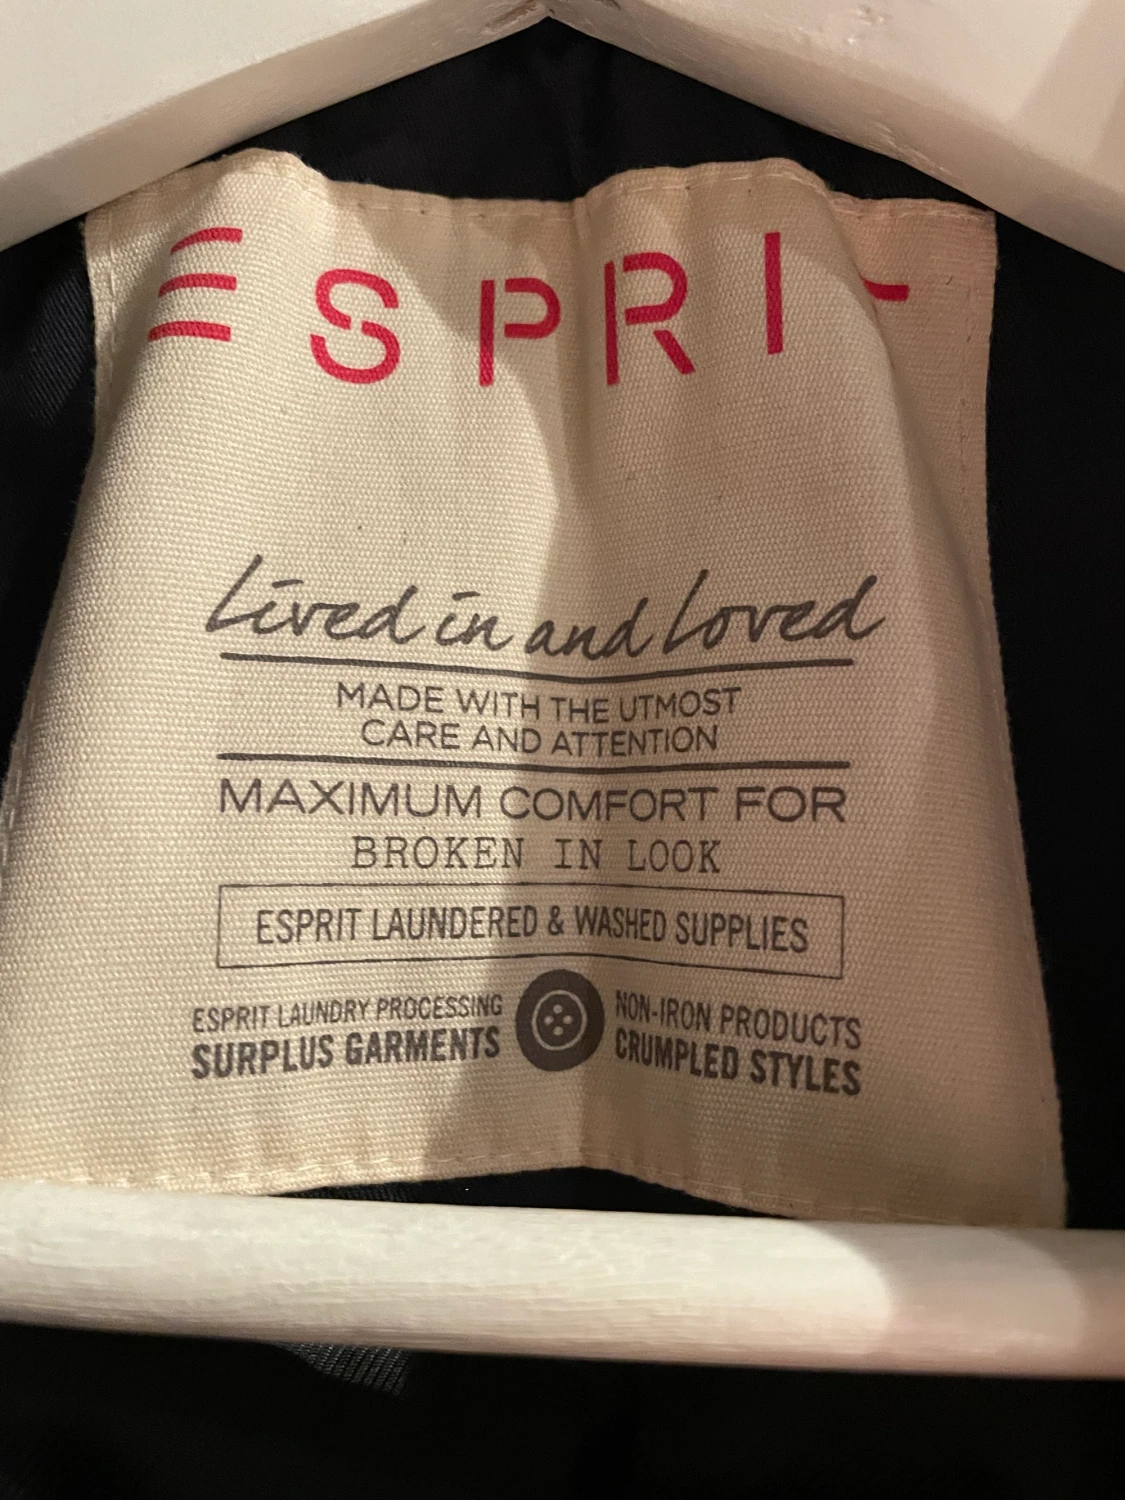 ESPRIT
Lived in and Loved
MADE WITH THE UTMOST
CARE AND ATTENTION
MAXIMUM COMFORT FOR
BROKEN IN LOOK
ESPRIT LAUNDERED & WASHED SUPPLIES
ESPRIT LAUNDRY PROCESSING
SURPLUS GARMENTS
NON-IRON PRODUCTS
CRUMPLED STYLES